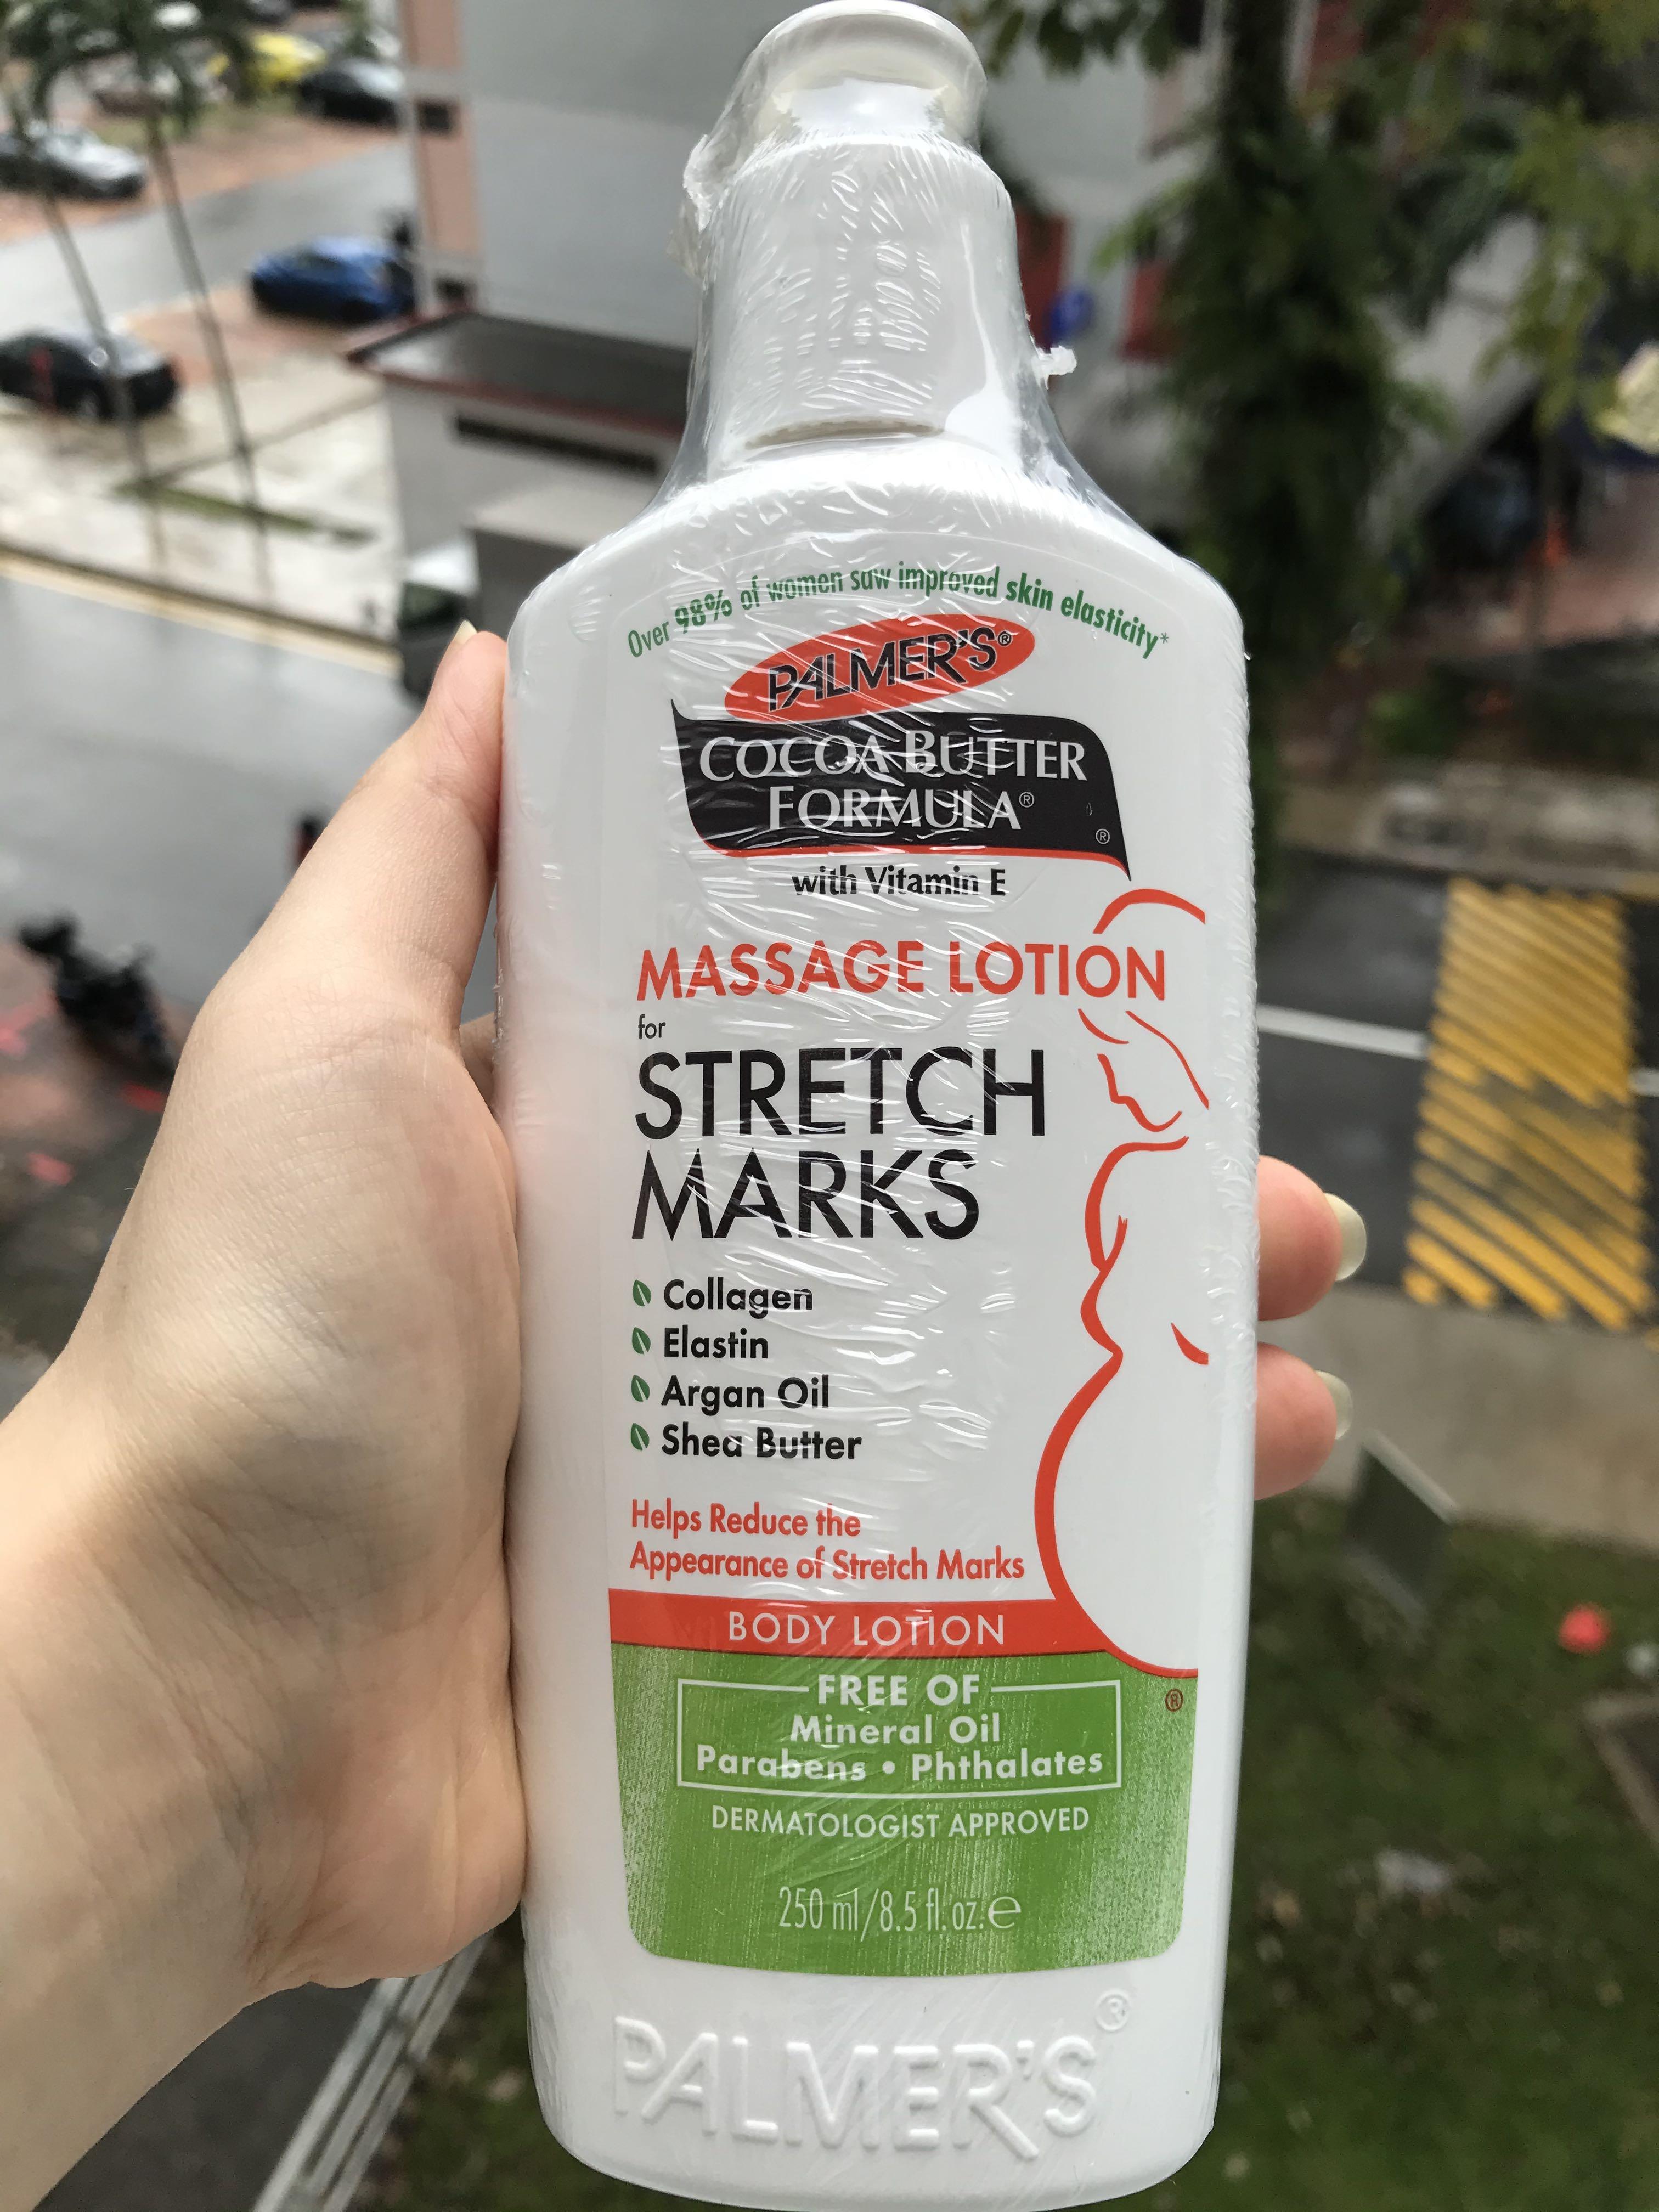 Over 98% of women saw improved skin elasticity*
PALMER'S®
COCOA BUTTER
FORMULA®
®
with Vitamin E
MASSAGE LOTION
for
STRETCH
MARKS
Collagen
Elastin
Argan Oil
Shea Butter
Helps Reduce the
Appearance of Stretch Marks
BODY LOTION
®
FREE OF
Mineral Oil
Parabens • Phthalates
DERMATOLOGIST APPROVED
250 ml/8.5 fl. oz. ℮
PALMER'S®